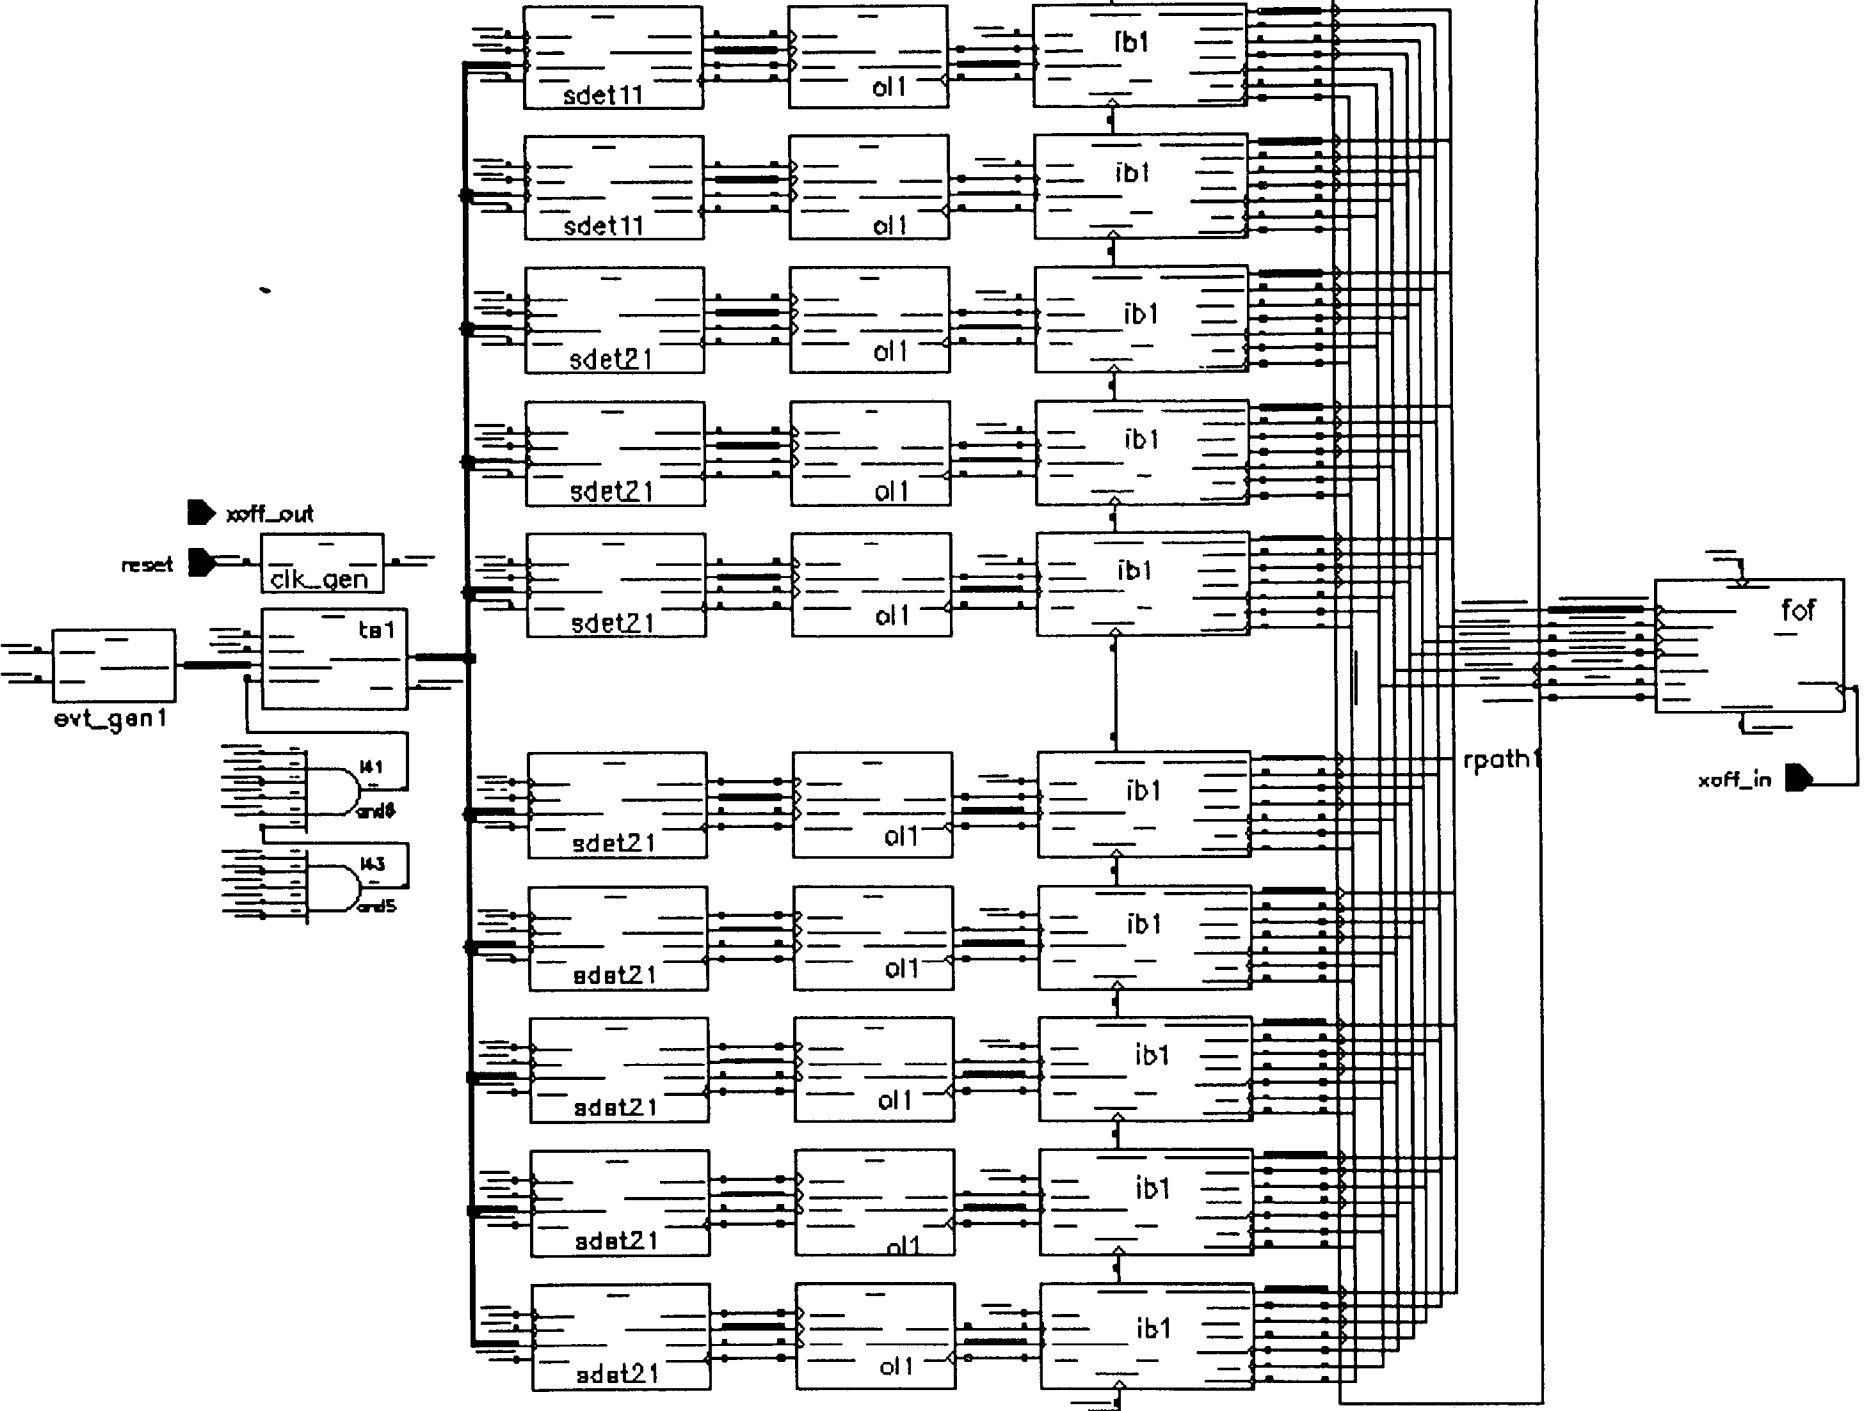 sdet11 ol1 ib1
sdet11 ol1 ib1
sdet21 ol1 ib1
sdet21 ol1 ib1
xoff_out
reset clk_gen
sdet21 ol1 ib1
ts1
evt_gen1
fof
rpath1
xoff_in
I41
and6
I43
and5
sdet21 ol1 ib1
sdet21 ol1 ib1
sdet21 ol1 ib1
sdet21 ol1 ib1
sdet21 ol1 ib1